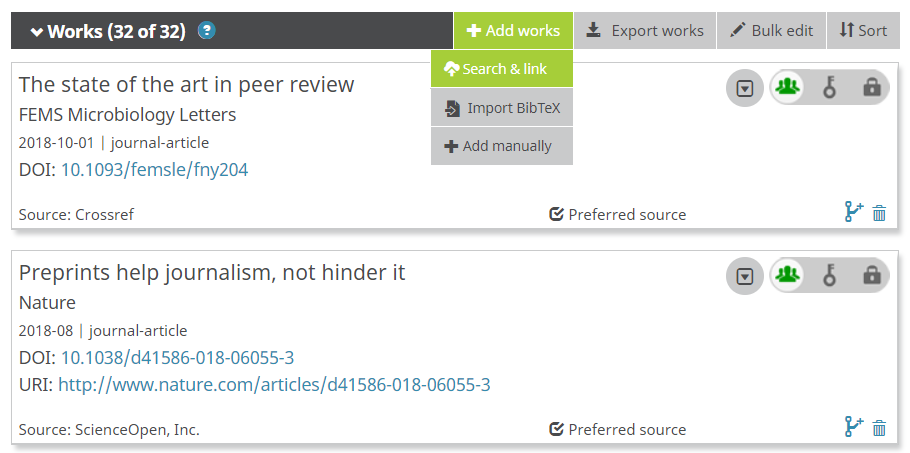 Works (32 of 32) ?
Add works
Export works
Bulk edit
Sort
Search & link
Import BibTeX
Add manually
The state of the art in peer review
FEMS Microbiology Letters
2018-10-01 | journal-article
DOI: 10.1093/femsle/fny204
Source: Crossref
Preferred source
Preprints help journalism, not hinder it
Nature
2018-08 | journal-article
DOI: 10.1038/d41586-018-06055-3
URI: http://www.nature.com/articles/d41586-018-06055-3
Source: ScienceOpen, Inc.
Preferred source